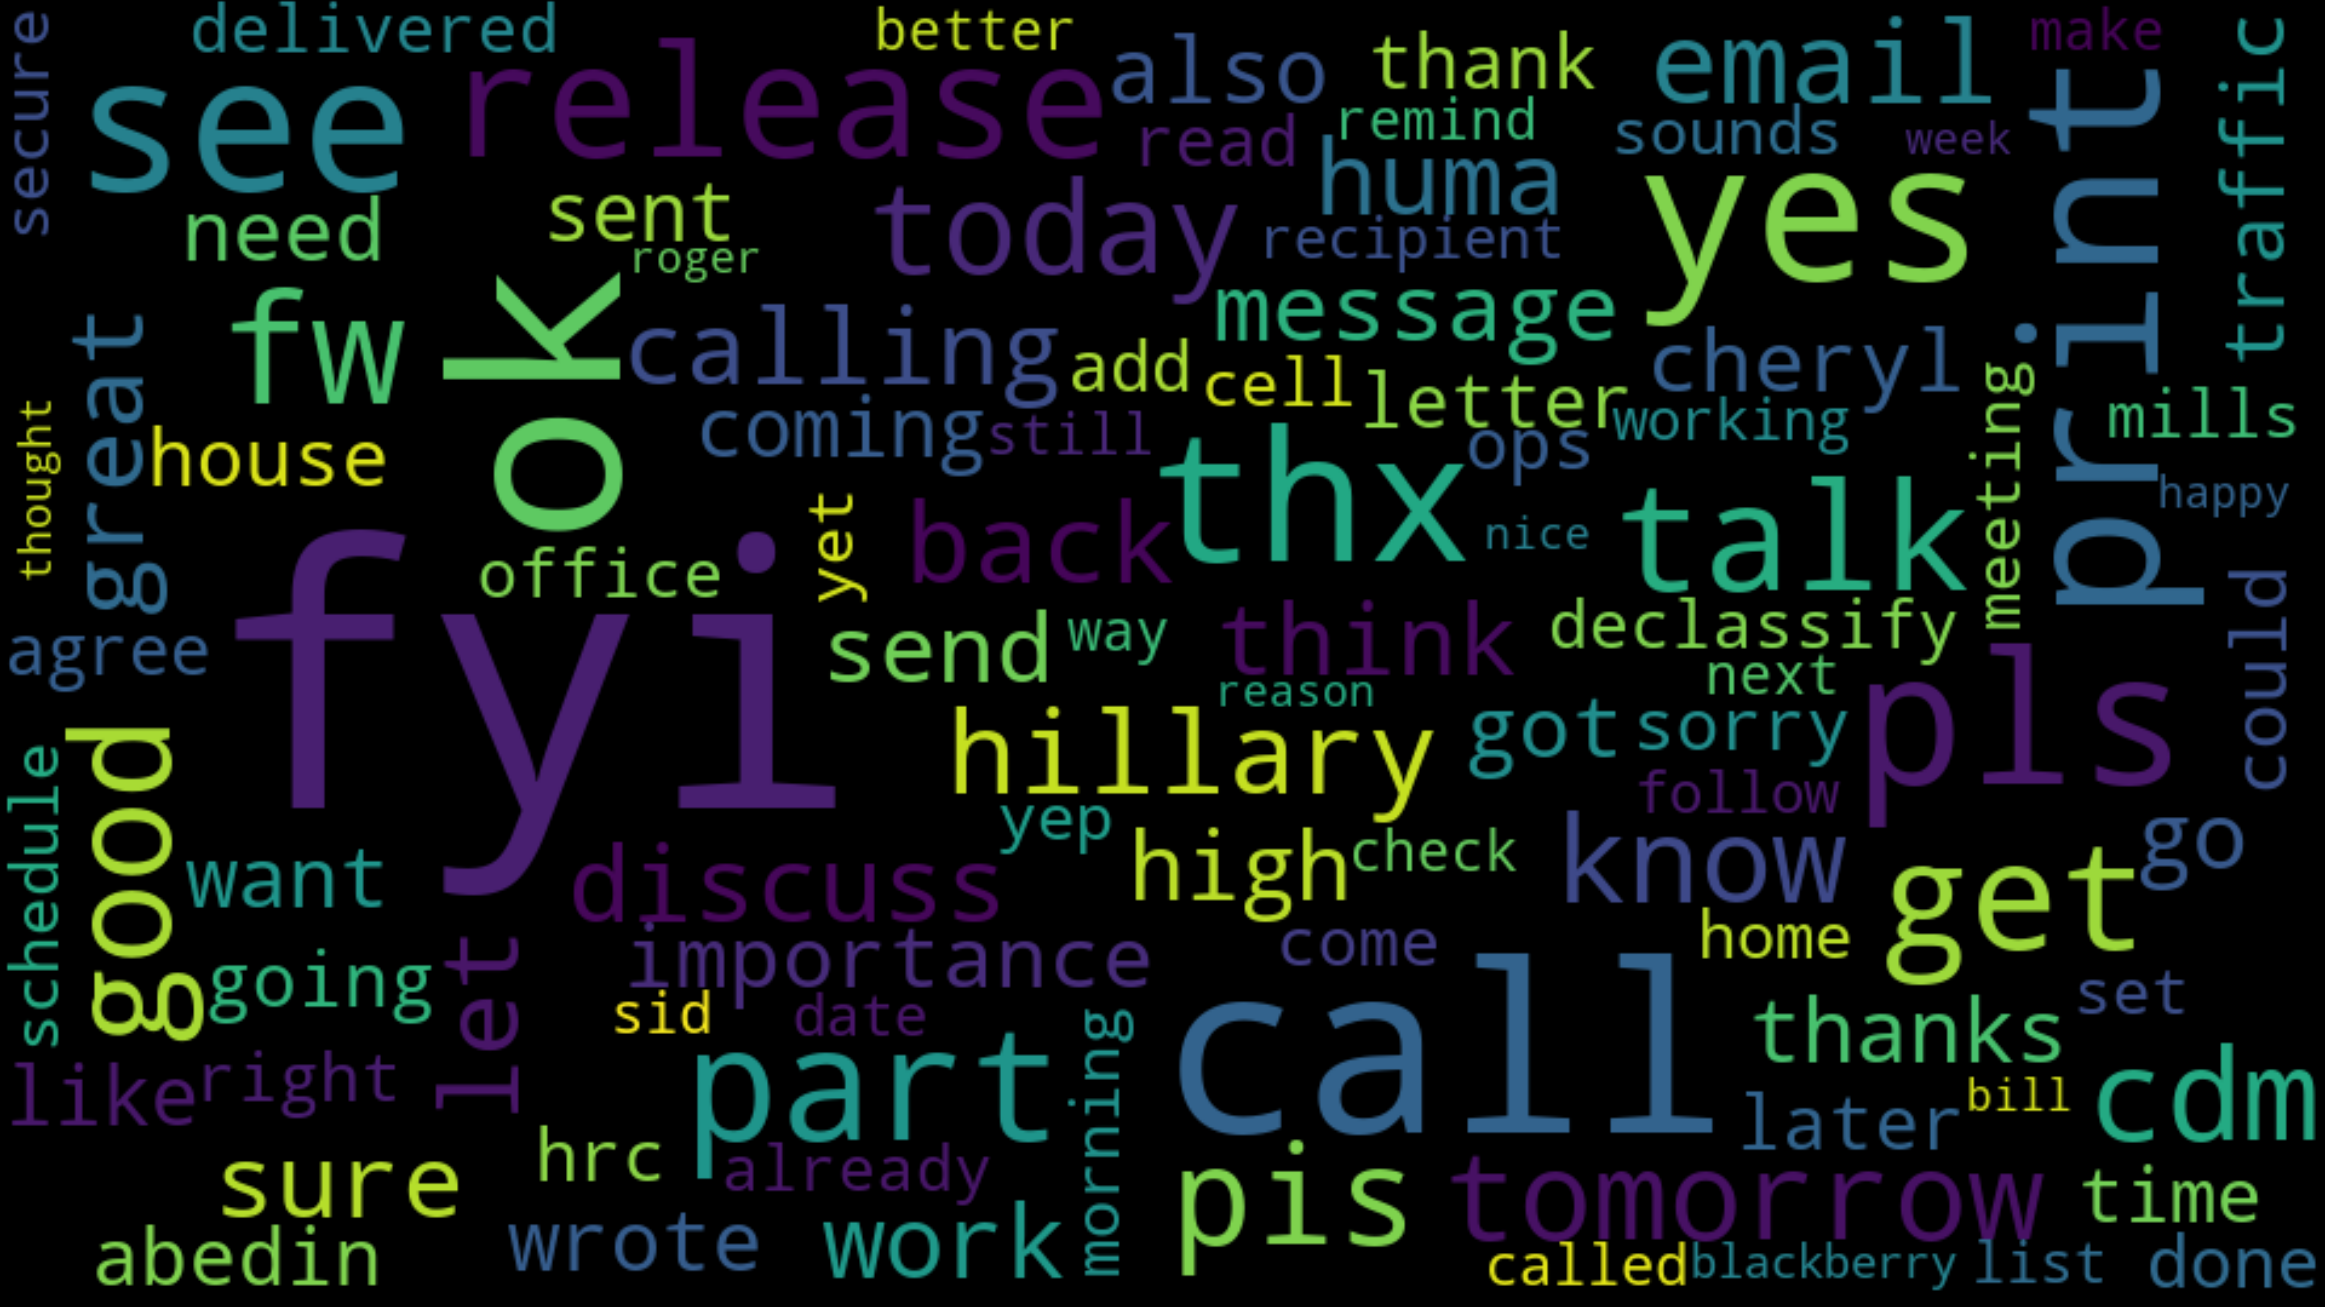 secure
delivered
better
also
thank
email
make
traffic
see
release
read
remind
sounds
week
print
need
sent
roger
today
huma
recipient
yes
fw
ok
calling
message
add
cell
letter
cheryl
meeting
mills
great
thought
house
coming
still
thx
ops
working
happy
office
yet
back
nice
talk
fyi
agree
send
way
think
declassify
next
could
reason
pls
good
schedule
hillary
got
sorry
follow
yep
want
discuss
high
check
know
get
go
going
let
importance
come
home
sid
date
call
thanks
set
like
right
part
morning
later
bill
cdm
sure
hrc
already
pis
tomorrow
time
abedin
wrote
work
called
blackberry
list
done